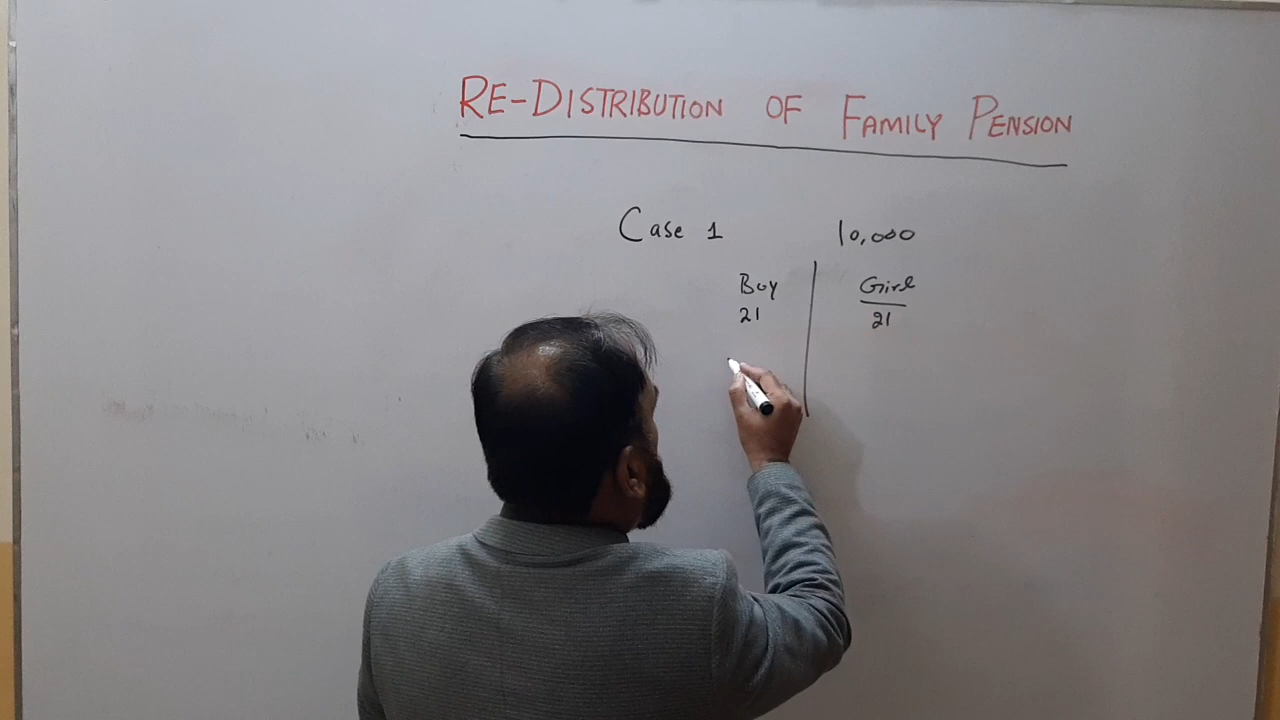 RE-DISTRIBUTION OF FAMILY PENSION
Case 1 10,000
Boy Girl
21 21